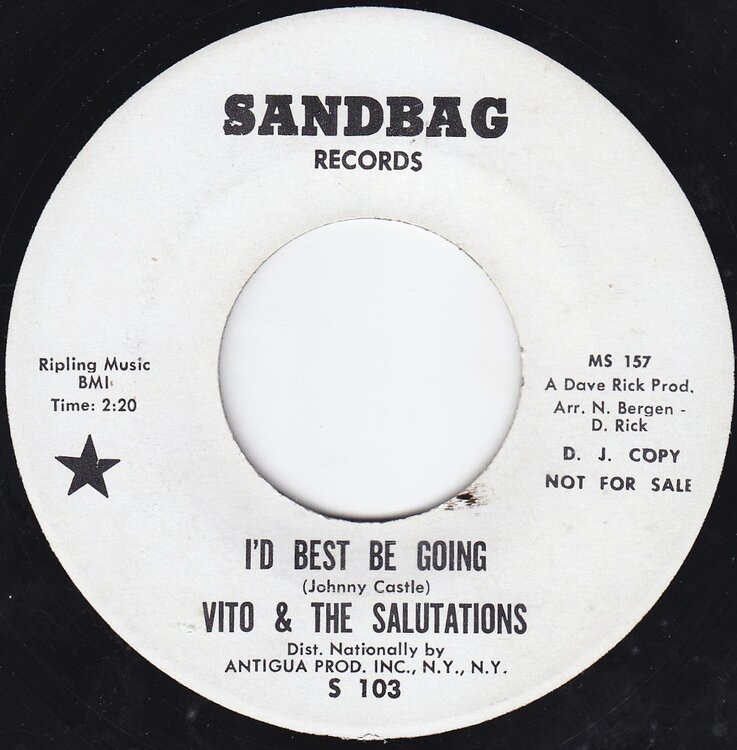 SANDBAG
RECORDS
Ripling Music
BMI
Time: 2:20
MS 157
A Dave Rick Prod.
Arr. N. Bergen -
D. Rick
D. J. COPY
NOT FOR SALE
I'D BEST BE GOING
(Johnny Castle)
VITO & THE SALUTATIONS
Dist. Nationally by
ANTIGUA PROD. INC., N.Y., N.Y.
S 103